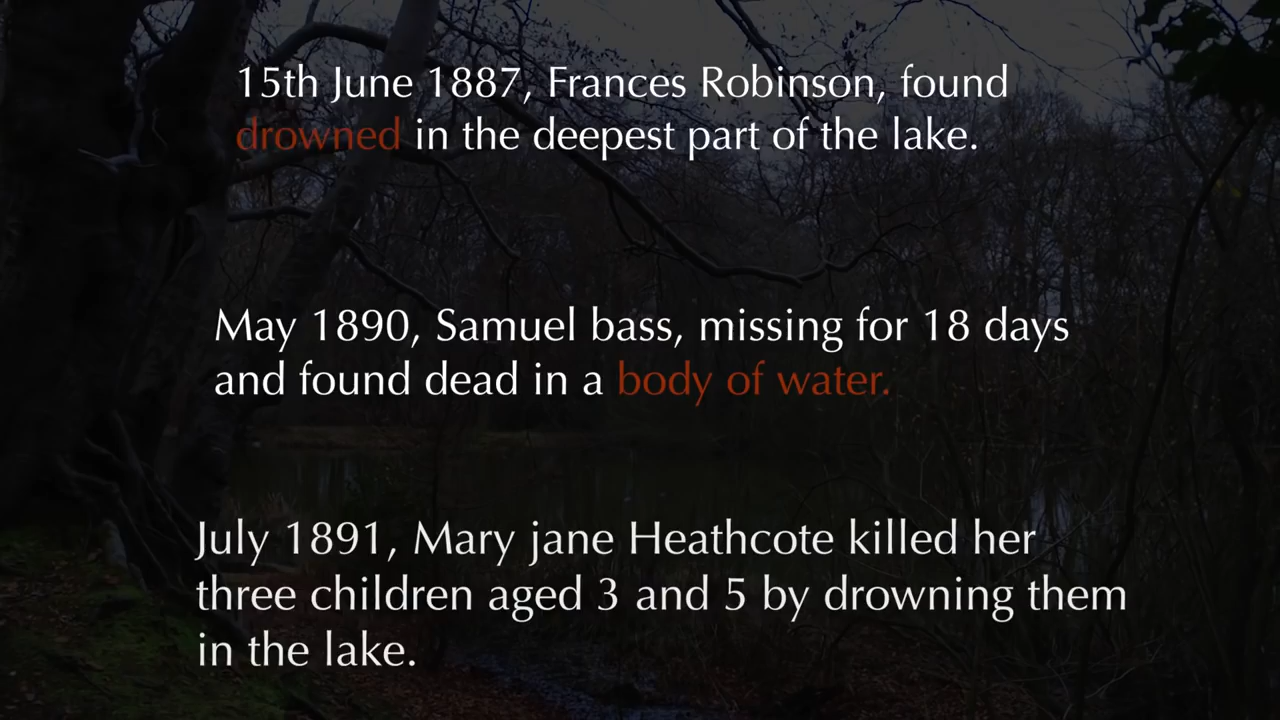 15th June 1887, Frances Robinson, found
drowned in the deepest part of the lake.
May 1890, Samuel bass, missing for 18 days
and found dead in a body of water.
July 1891, Mary jane Heathcote killed her
three children aged 3 and 5 by drowning them
in the lake.